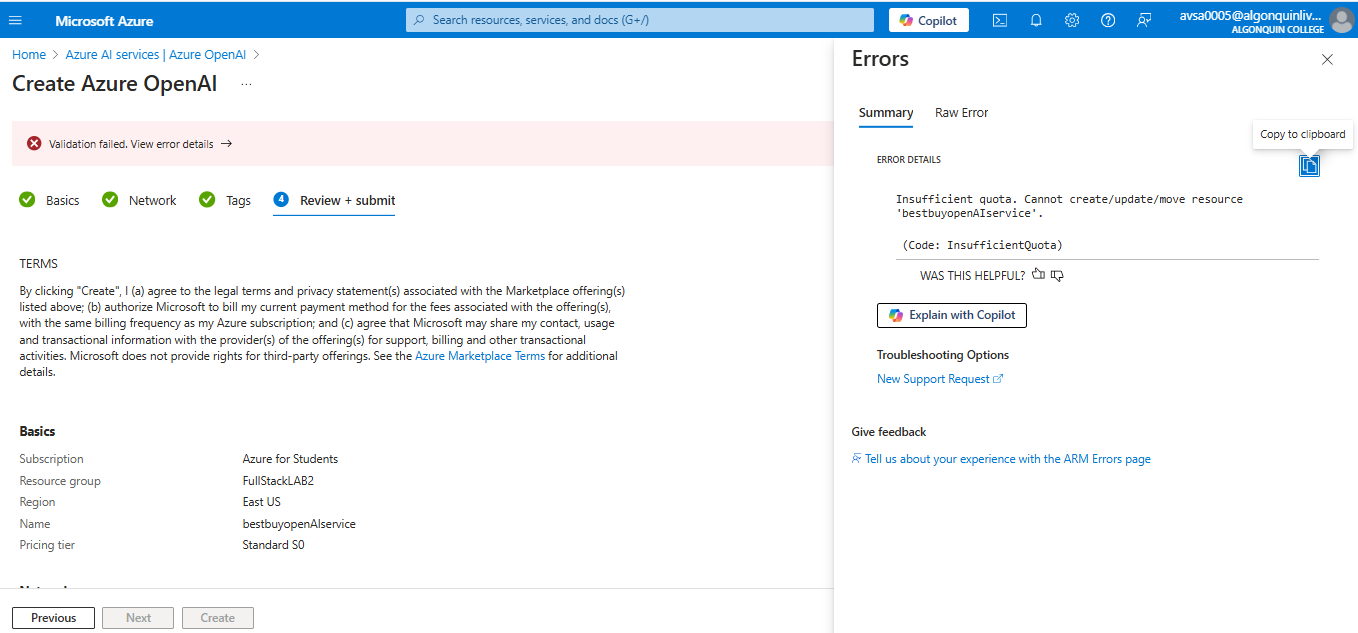 Microsoft Azure
Search resources, services, and docs (G+/)
Copilot
avsa0005@algonquinliv...
ALGONQUIN COLLEGE
Home > Azure AI services | Azure OpenAI >
Create Azure OpenAI ...
Validation failed. View error details →
Basics
Network
Tags
4 Review + submit
TERMS
By clicking "Create", I (a) agree to the legal terms and privacy statement(s) associated with the Marketplace offering(s)
listed above; (b) authorize Microsoft to bill my current payment method for the fees associated with the offering(s),
with the same billing frequency as my Azure subscription; and (c) agree that Microsoft may share my contact, usage
and transactional information with the provider(s) of the offering(s) for support, billing and other transactional
activities. Microsoft does not provide rights for third-party offerings. See the Azure Marketplace Terms for additional
details.
Basics
Subscription Azure for Students
Resource group FullStackLAB2
Region East US
Name bestbuyopenAIservice
Pricing tier Standard S0
Previous
Next
Create
Errors
Summary
Raw Error
Copy to clipboard
ERROR DETAILS
Insufficient quota. Cannot create/update/move resource
'bestbuyopenAIservice'.
(Code: InsufficientQuota)
WAS THIS HELPFUL?
Explain with Copilot
Troubleshooting Options
New Support Request
Give feedback
Tell us about your experience with the ARM Errors page